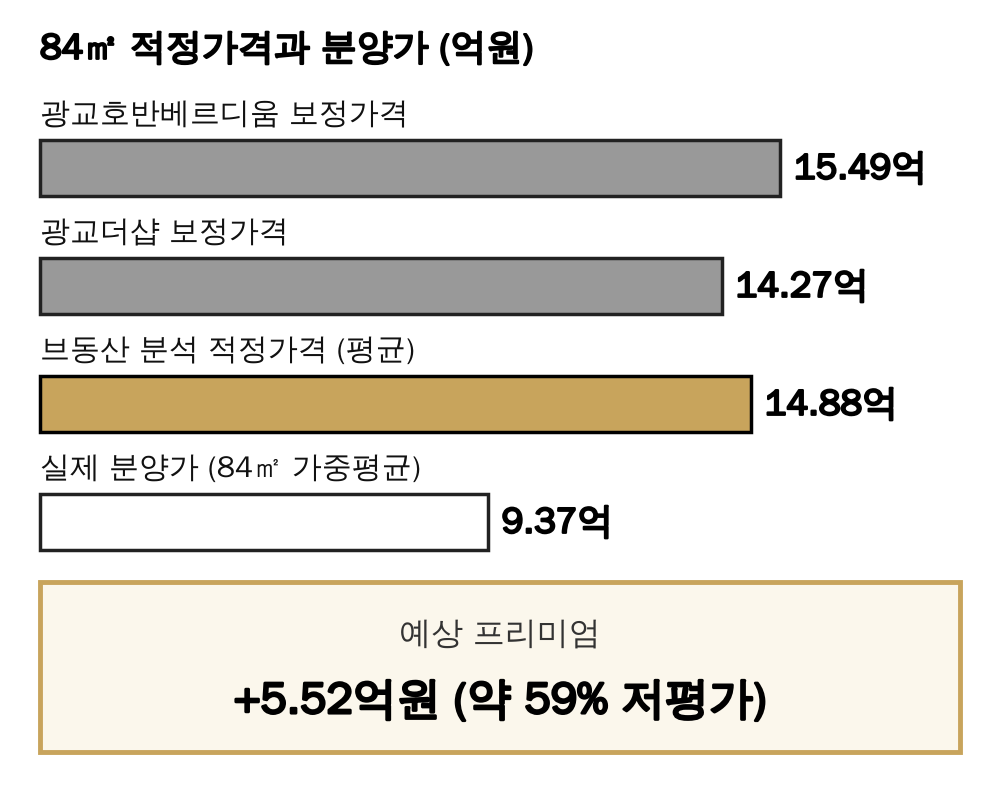 84㎡ 적정가격과 분양가 (억원)
광교호반베르디움 보정가격
15.49억
광교더샵 보정가격
14.27억
브동산 분석 적정가격 (평균)
14.88억
실제 분양가 (84㎡ 가중평균)
9.37억
예상 프리미엄
+5.52억원 (약 59% 저평가)